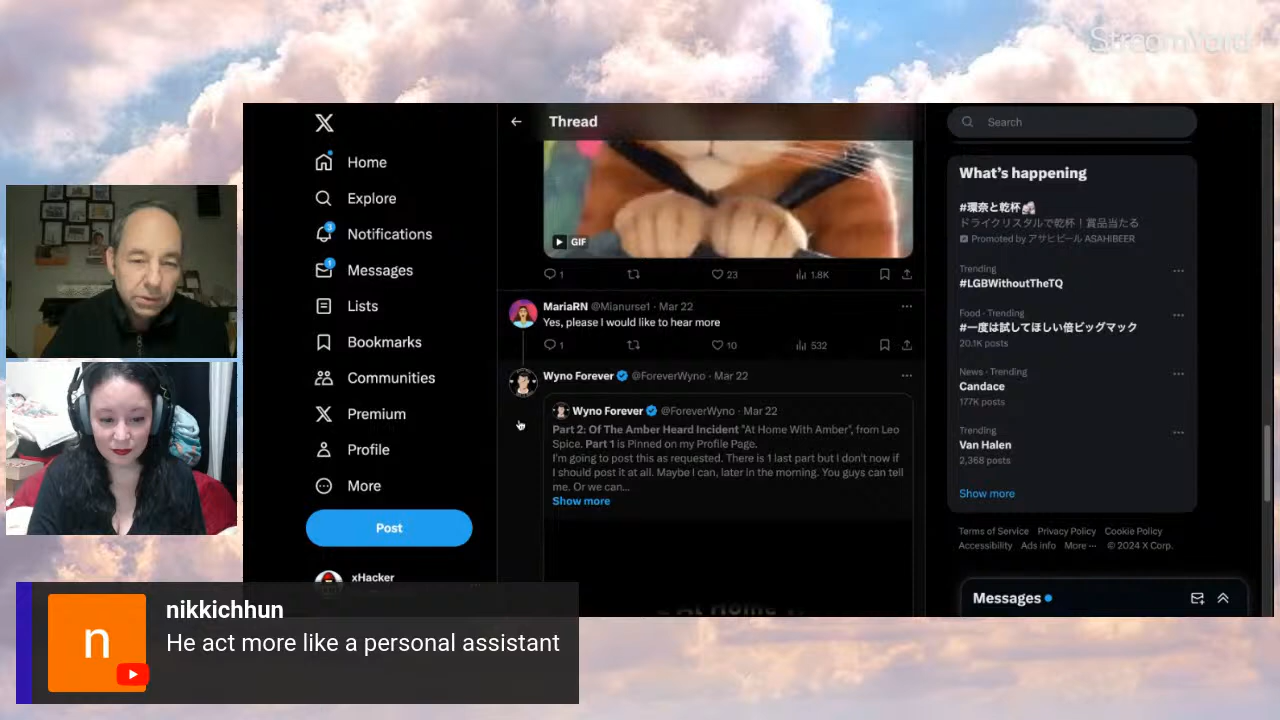 StreamYard
Thread
Search
Home
Explore
3
Notifications
1
Messages
Lists
Bookmarks
Communities
Premium
Profile
More
Post
xHacker
GIF
1
23
1.8K
MariaRN @Mianurse1 · Mar 22
Yes, please I would like to hear more
1
10
532
Wyno Forever @ForeverWyno · Mar 22
Wyno Forever @ForeverWyno · Mar 22
Part 2: Of The Amber Heard Incident "At Home With Amber", from Leo
Spice. Part 1 is Pinned on my Profile Page.
I'm going to post this as requested. There is 1 last part but I don't now if
I should post it at all. Maybe I can, later in the morning. You guys can tell
me. Or we can...
Show more
At Home
What's happening
#環奈と乾杯
ドライクリスタルで乾杯！賞品当たる
Promoted by アサヒビール ASAHIBEER
Trending
#LGBWithoutTheTQ
Food · Trending
#一度は試してほしい倍ビッグマック
20.1K posts
News · Trending
Candace
177K posts
Trending
Van Halen
2,368 posts
Show more
Terms of Service Privacy Policy Cookie Policy
Accessibility Ads info More ··· © 2024 X Corp.
Messages
nikkichhun
n
He act more like a personal assistant